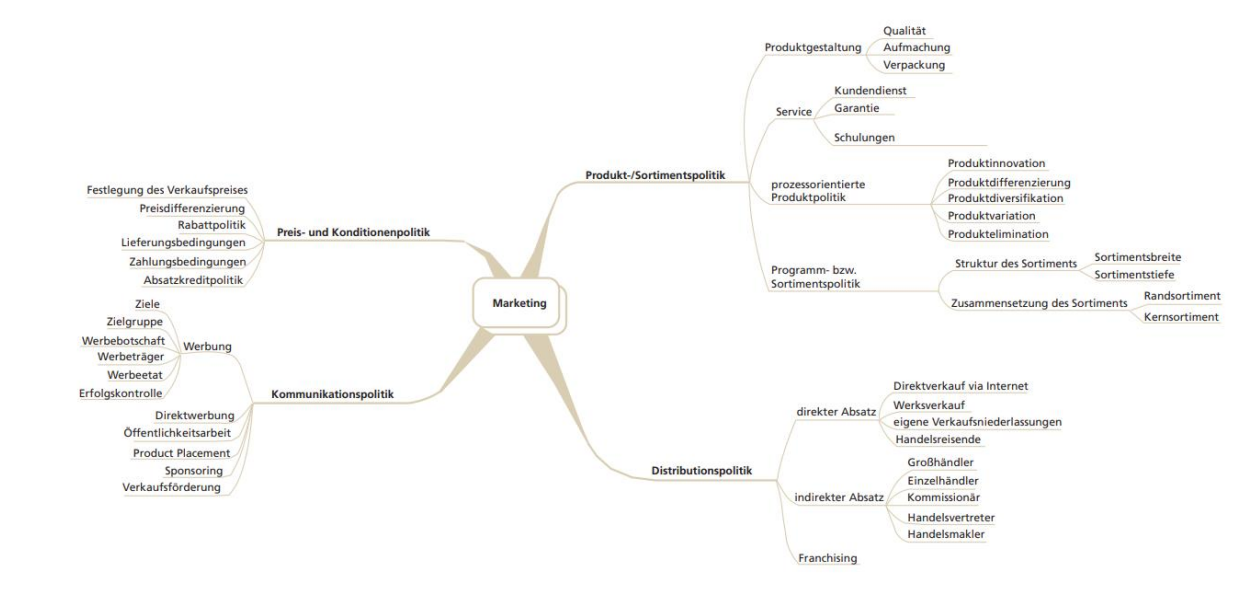 Marketing
Produkt-/Sortimentspolitik
Produktgestaltung
Qualität
Aufmachung
Verpackung
Service
Kundendienst
Garantie
Schulungen
prozessorientierte
Produktpolitik
Produktinnovation
Produktdifferenzierung
Produktdiversifikation
Produktvariation
Produktelimination
Programm- bzw.
Sortimentspolitik
Struktur des Sortiments
Sortimentsbreite
Sortimentstiefe
Zusammensetzung des Sortiments
Randsortiment
Kernsortiment
Preis- und Konditionenpolitik
Festlegung des Verkaufspreises
Preisdifferenzierung
Rabattpolitik
Lieferungsbedingungen
Zahlungsbedingungen
Absatzkreditpolitik
Kommunikationspolitik
Werbung
Ziele
Zielgruppe
Werbebotschaft
Werbeträger
Werbeetat
Erfolgskontrolle
Direktwerbung
Öffentlichkeitsarbeit
Product Placement
Sponsoring
Verkaufsförderung
Distributionspolitik
direkter Absatz
Direktverkauf via Internet
Werksverkauf
eigene Verkaufsniederlassungen
Handelsreisende
indirekter Absatz
Großhändler
Einzelhändler
Kommissionär
Handelsvertreter
Handelsmakler
Franchising